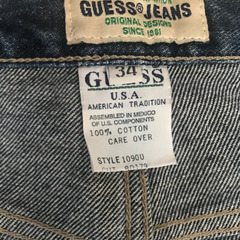 GUESS JEANS
ORIGINAL DESIGNS
SINCE 1981
34
GUESS
U.S.A.
AMERICAN TRADITION
ASSEMBLED IN MEXICO
OF U.S. COMPONENTS
100% COTTON
CARE OVER
STYLE 10900